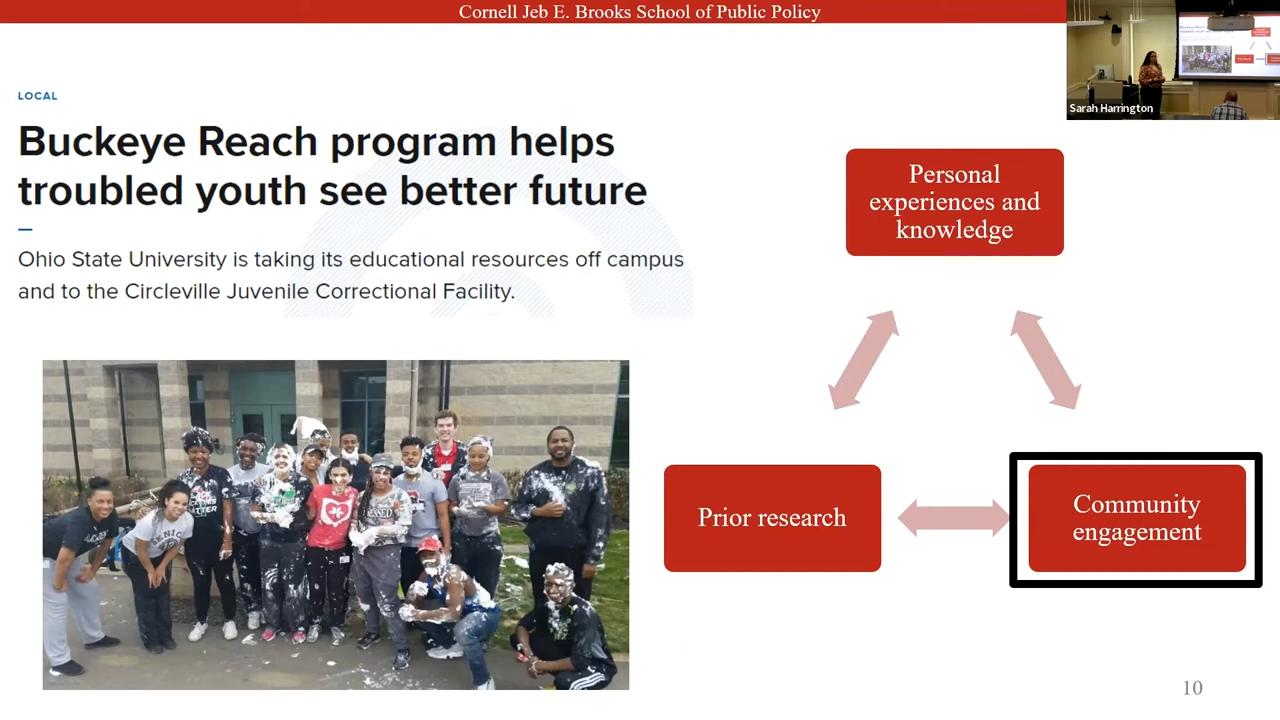 Cornell Jeb E. Brooks School of Public Policy
LOCAL
Buckeye Reach program helps
troubled youth see better future
Ohio State University is taking its educational resources off campus
and to the Circleville Juvenile Correctional Facility.
Personal
experiences and
knowledge
Prior research
Community
engagement
10
Sarah Harrington